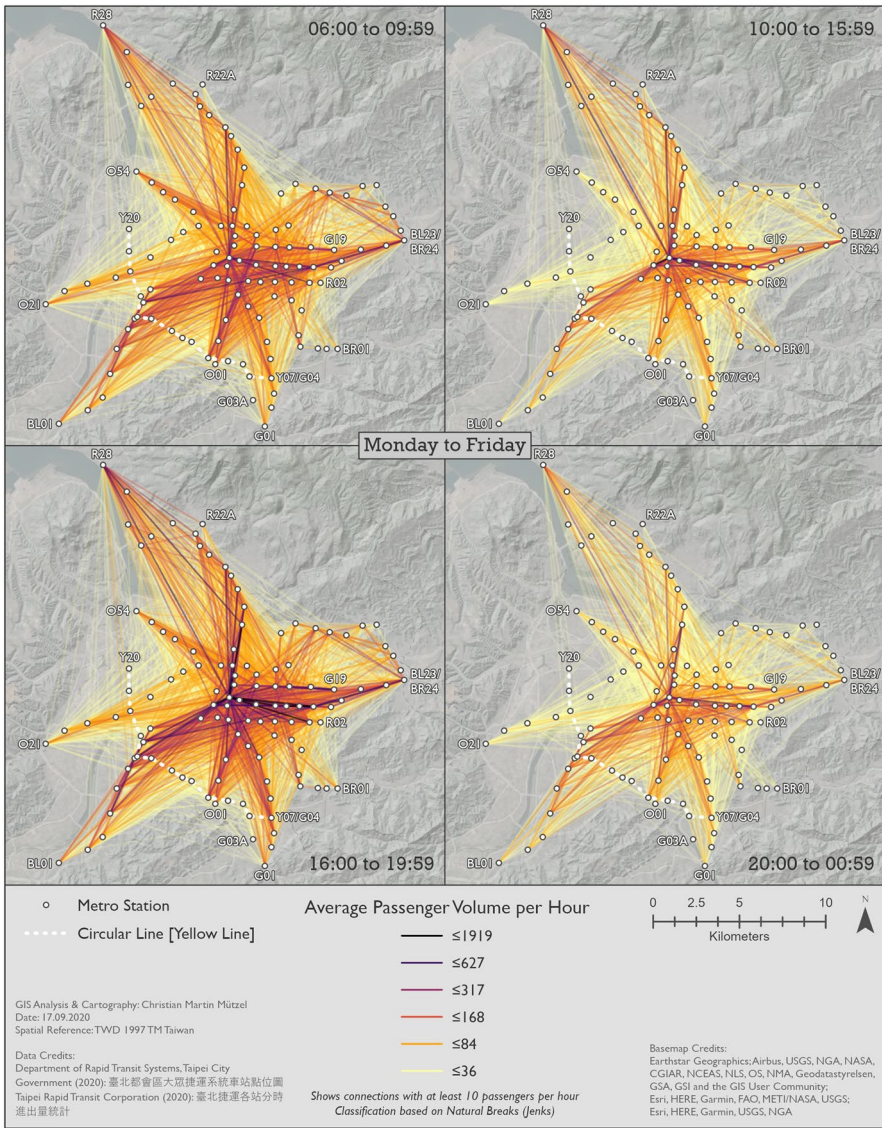 R28
06:00 to 09:59
R22A
O54
Y20
G19
BL23/
BR24
R02
O21
BR01
O01
Y07/G04
G03A
BL01
G01
R28
10:00 to 15:59
R22A
O54
Y20
G19
BL23/
BR24
R02
O21
BR01
O01
Y07/G04
G03A
BL01
G01
Monday to Friday
R28
R22A
O54
Y20
G19
BL23/
BR24
R02
O21
BR01
O01
Y07/G04
G03A
BL01
16:00 to 19:59
G01
R28
R22A
O54
Y20
G19
BL23/
BR24
R02
O21
BR01
O01
Y07/G04
G03A
BL01
20:00 to 00:59
G01
Metro Station
Circular Line [Yellow Line]
Average Passenger Volume per Hour
≤1919
≤627
≤317
≤168
≤84
≤36
Shows connections with at least 10 passengers per hour
Classification based on Natural Breaks (Jenks)
0 2.5 5 10
Kilometers
N
GIS Analysis & Cartography: Christian Martin Mützel
Date: 17.09.2020
Spatial Reference: TWD 1997 TM Taiwan
Data Credits:
Department of Rapid Transit Systems, Taipei City
Government (2020): 臺北都會區大眾捷運系統車站點位圖
Taipei Rapid Transit Corporation (2020): 臺北捷運各站分時
進出量統計
Basemap Credits:
Earthstar Geographics; Airbus, USGS, NGA, NASA,
CGIAR, NCEAS, NLS, OS, NMA, Geodatastyrelsen,
GSA, GSI and the GIS User Community;
Esri, HERE, Garmin, FAO, METI/NASA, USGS;
Esri, HERE, Garmin, USGS, NGA